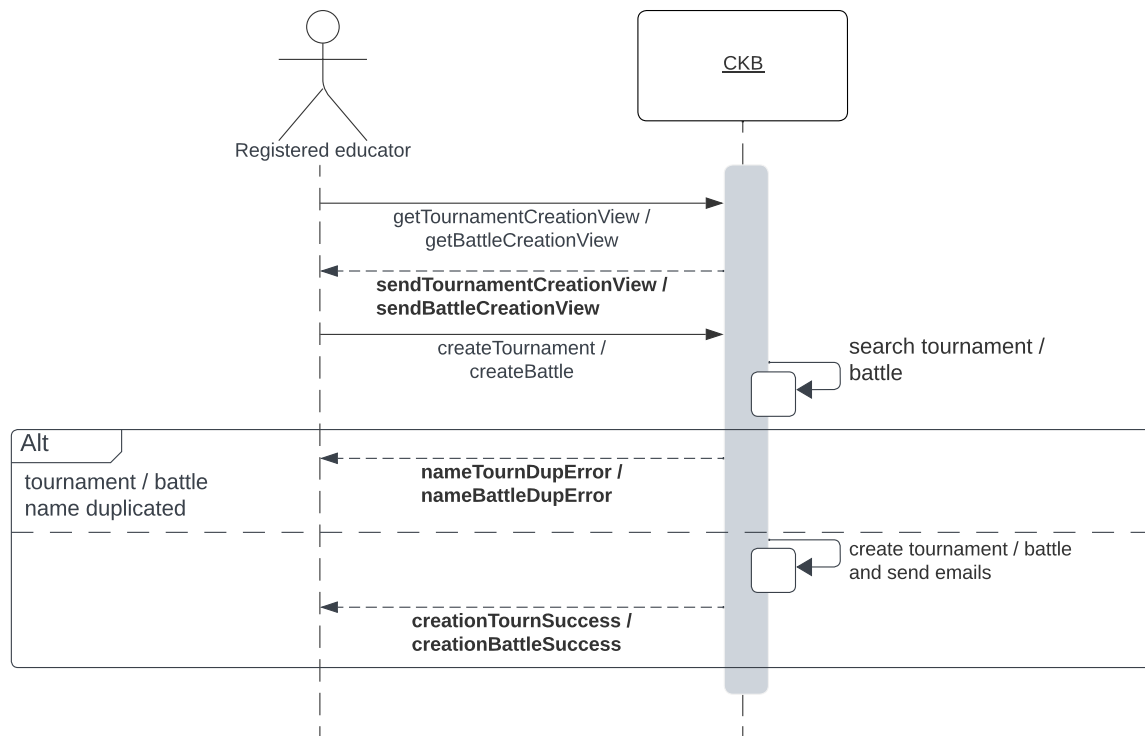 CKB
Registered educator
getTournamentCreationView /
getBattleCreationView
sendTournamentCreationView /
sendBattleCreationView
createTournament /
createBattle
search tournament /
battle
Alt
tournament / battle
name duplicated
nameTournDupError /
nameBattleDupError
create tournament / battle
and send emails
creationTournSuccess /
creationBattleSuccess